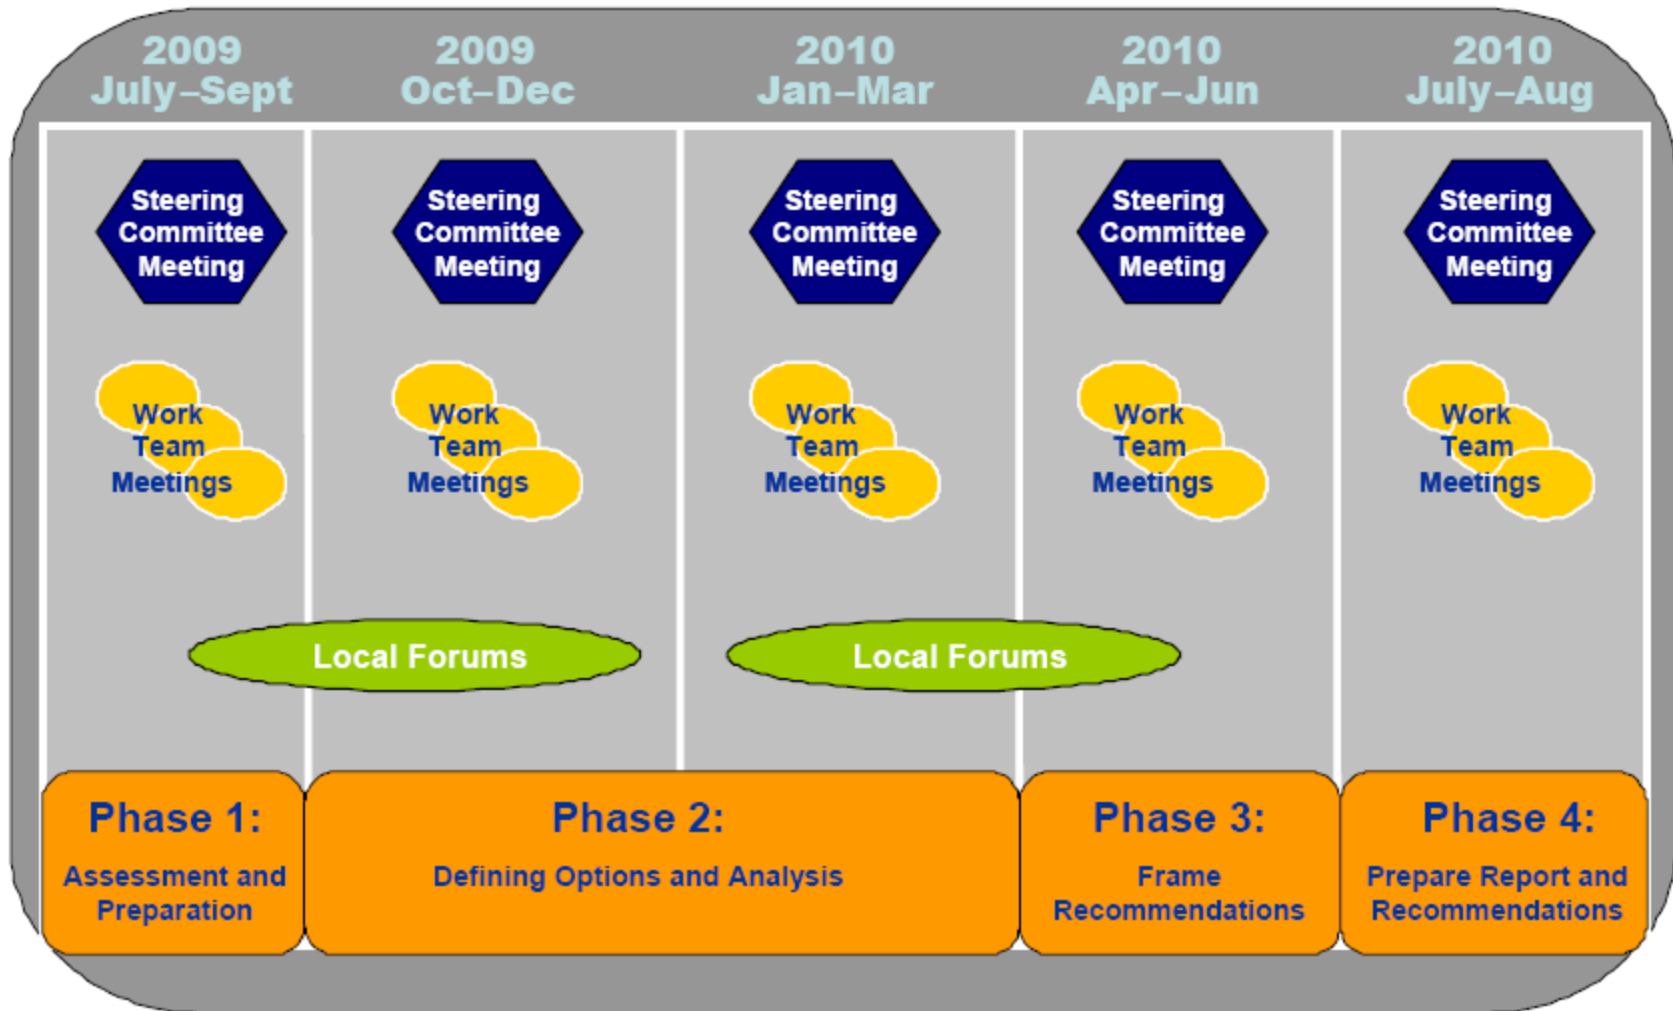 2009
July–Sept
2009
Oct–Dec
2010
Jan–Mar
2010
Apr–Jun
2010
July–Aug
Steering
Committee
Meeting
Steering
Committee
Meeting
Steering
Committee
Meeting
Steering
Committee
Meeting
Steering
Committee
Meeting
Work
Team
Meetings
Work
Team
Meetings
Work
Team
Meetings
Work
Team
Meetings
Work
Team
Meetings
Local Forums
Local Forums
Phase 1:
Assessment and
Preparation
Phase 2:
Defining Options and Analysis
Phase 3:
Frame
Recommendations
Phase 4:
Prepare Report and
Recommendations